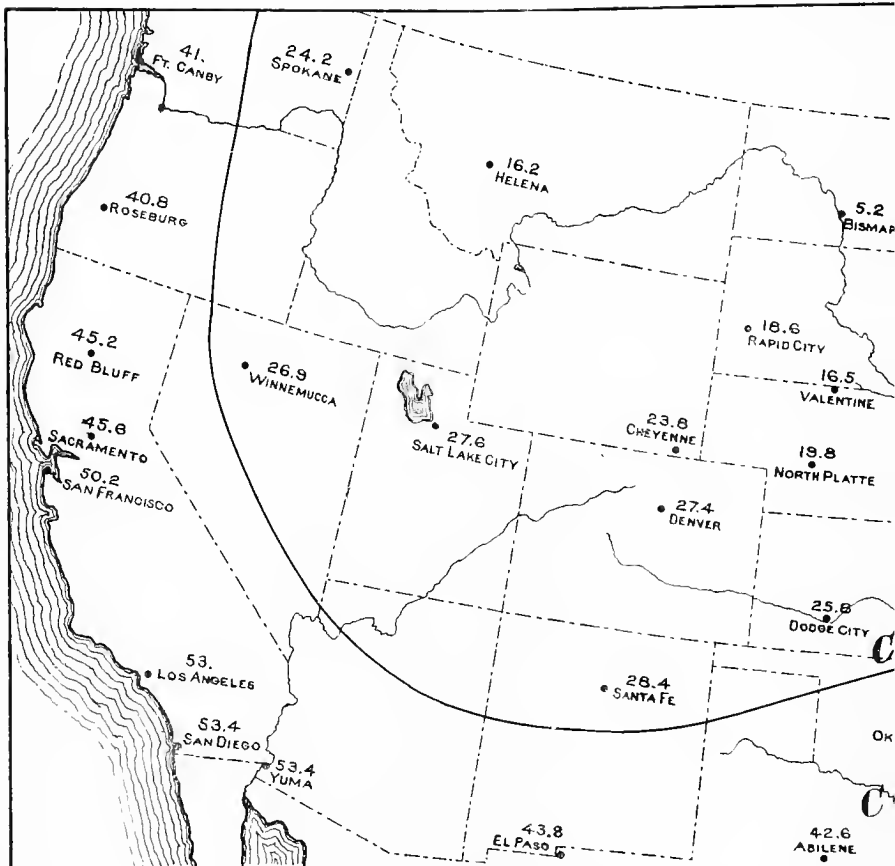 41.
FT. CANBY
24.2
SPOKANE
16.2
HELENA
5.2
BISMAR
40.8
ROSEBURG
18.6
RAPID CITY
45.2
RED BLUFF
26.9
WINNEMUCCA
16.5
VALENTINE
45.6
SACRAMENTO
27.6
SALT LAKE CITY
23.8
CHEYENNE
19.8
NORTH PLATTE
50.2
SAN FRANCISCO
27.4
DENVER
25.8
DODGE CITY
C
53.
LOS ANGELES
28.4
SANTA FE
53.4
SAN DIEGO
OK
53.4
YUMA
C
43.8
EL PASO
42.6
ABILENE